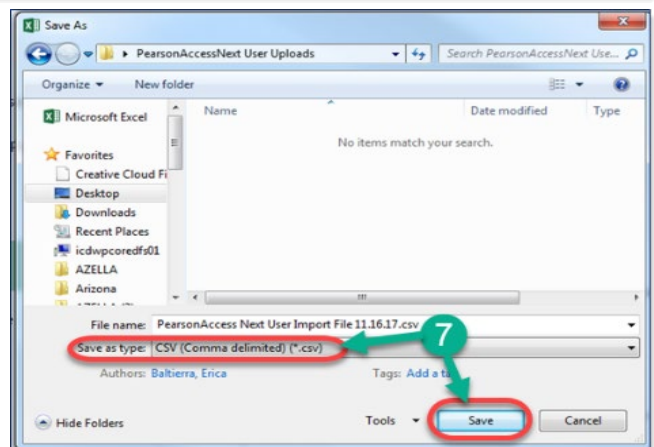 Save As
PearsonAccessNext User Uploads
Search PearsonAccessNext Use...
Organize
New folder
Name
Date modified
Type
Microsoft Excel
No items match your search.
Favorites
Creative Cloud Fi
Desktop
Downloads
Recent Places
icdwpcoredfs01
AZELLA
Arizona
File name: PearsonAccess Next User Import File 11.16.17.csv
7
Save as type: CSV (Comma delimited) (*.csv)
Authors: Baltierra, Erica
Tags: Add a
Hide Folders
Tools
Save
Cancel